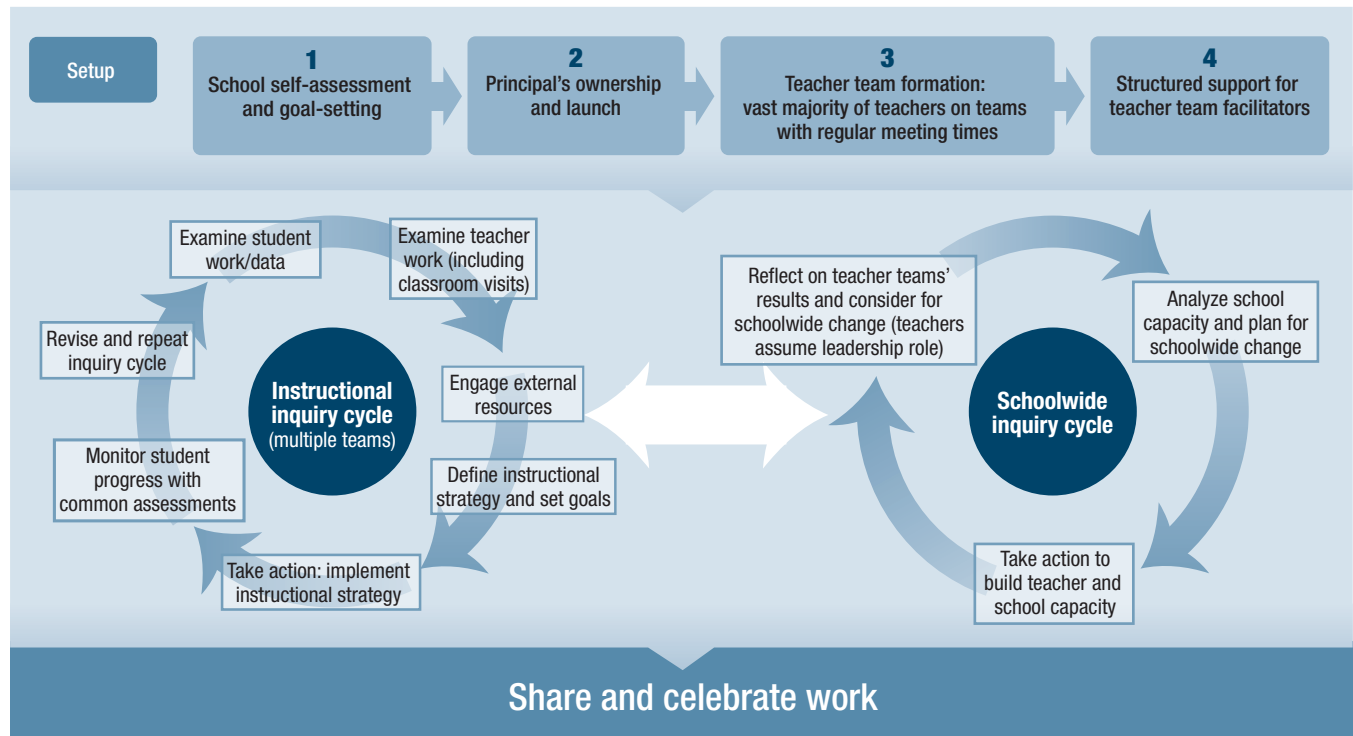 Setup
1
School self-assessment
and goal-setting
2
Principal's ownership
and launch
3
Teacher team formation:
vast majority of teachers on teams
with regular meeting times
4
Structured support for
teacher team facilitators
Examine student
work/data
Examine teacher
work (including
classroom visits)
Engage external
resources
Define instructional
strategy and set goals
Take action: implement
instructional strategy
Monitor student
progress with
common assessments
Revise and repeat
inquiry cycle
Instructional
inquiry cycle
(multiple teams)
Reflect on teacher teams'
results and consider for
schoolwide change (teachers
assume leadership role)
Analyze school
capacity and plan for
schoolwide change
Take action to
build teacher and
school capacity
Schoolwide
inquiry cycle
Share and celebrate work